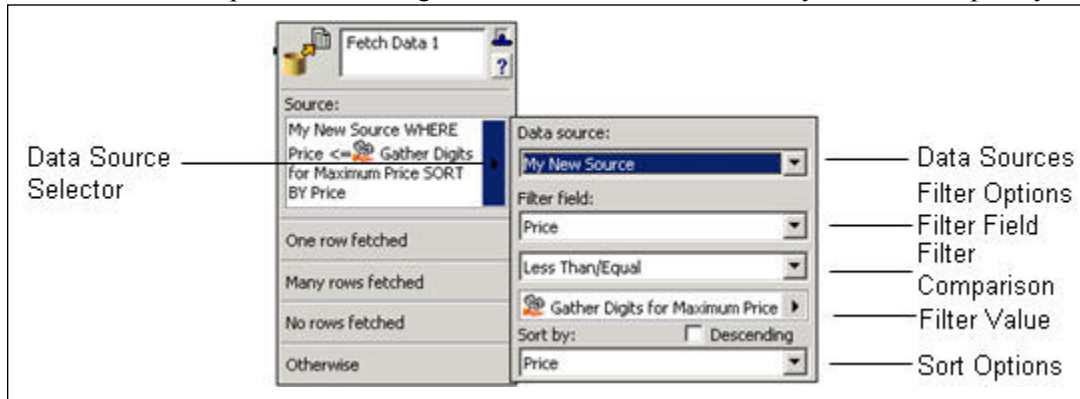 Fetch Data 1
?
Source:
My New Source WHERE
Price <= Gather Digits
for Maximum Price SORT
BY Price
One row fetched
Many rows fetched
No rows fetched
Otherwise
Data Source
Selector
Data source:
My New Source
Filter field:
Price
Less Than/Equal
Gather Digits for Maximum Price
Sort by:
Descending
Price
Data Sources
Filter Options
Filter Field
Filter
Comparison
Filter Value
Sort Options